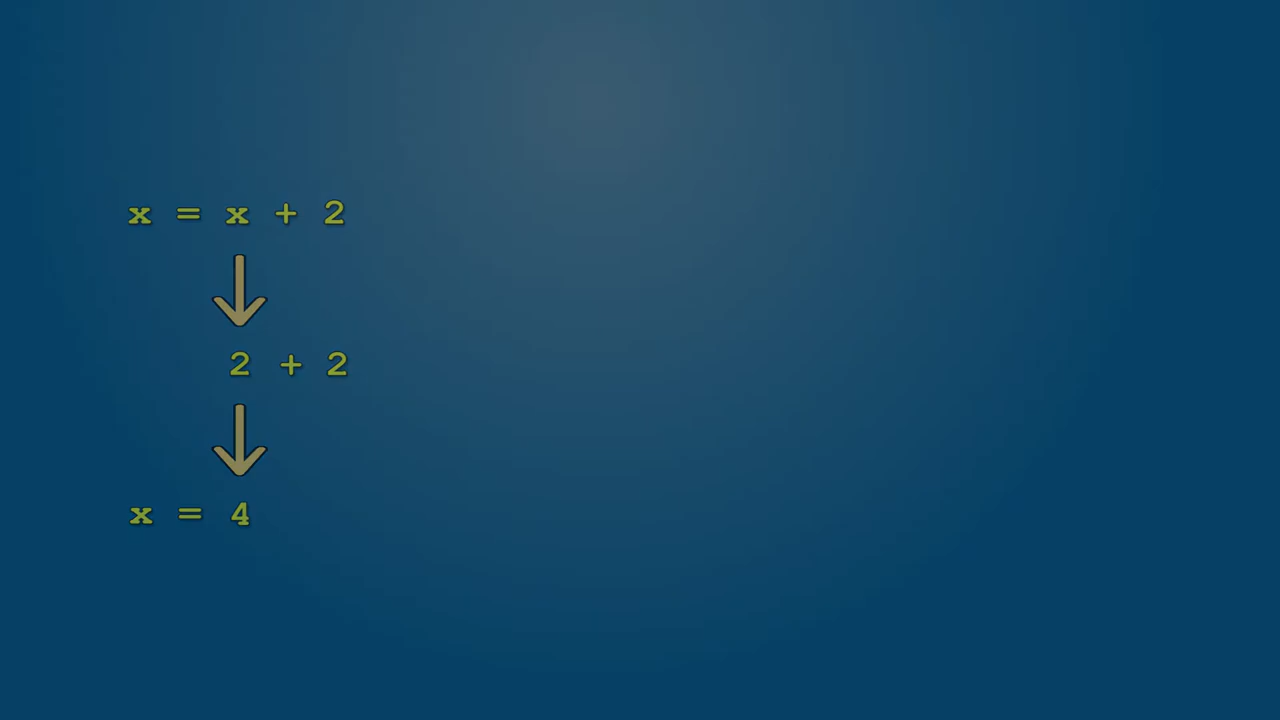 x = x + 2
2 + 2
x = 4